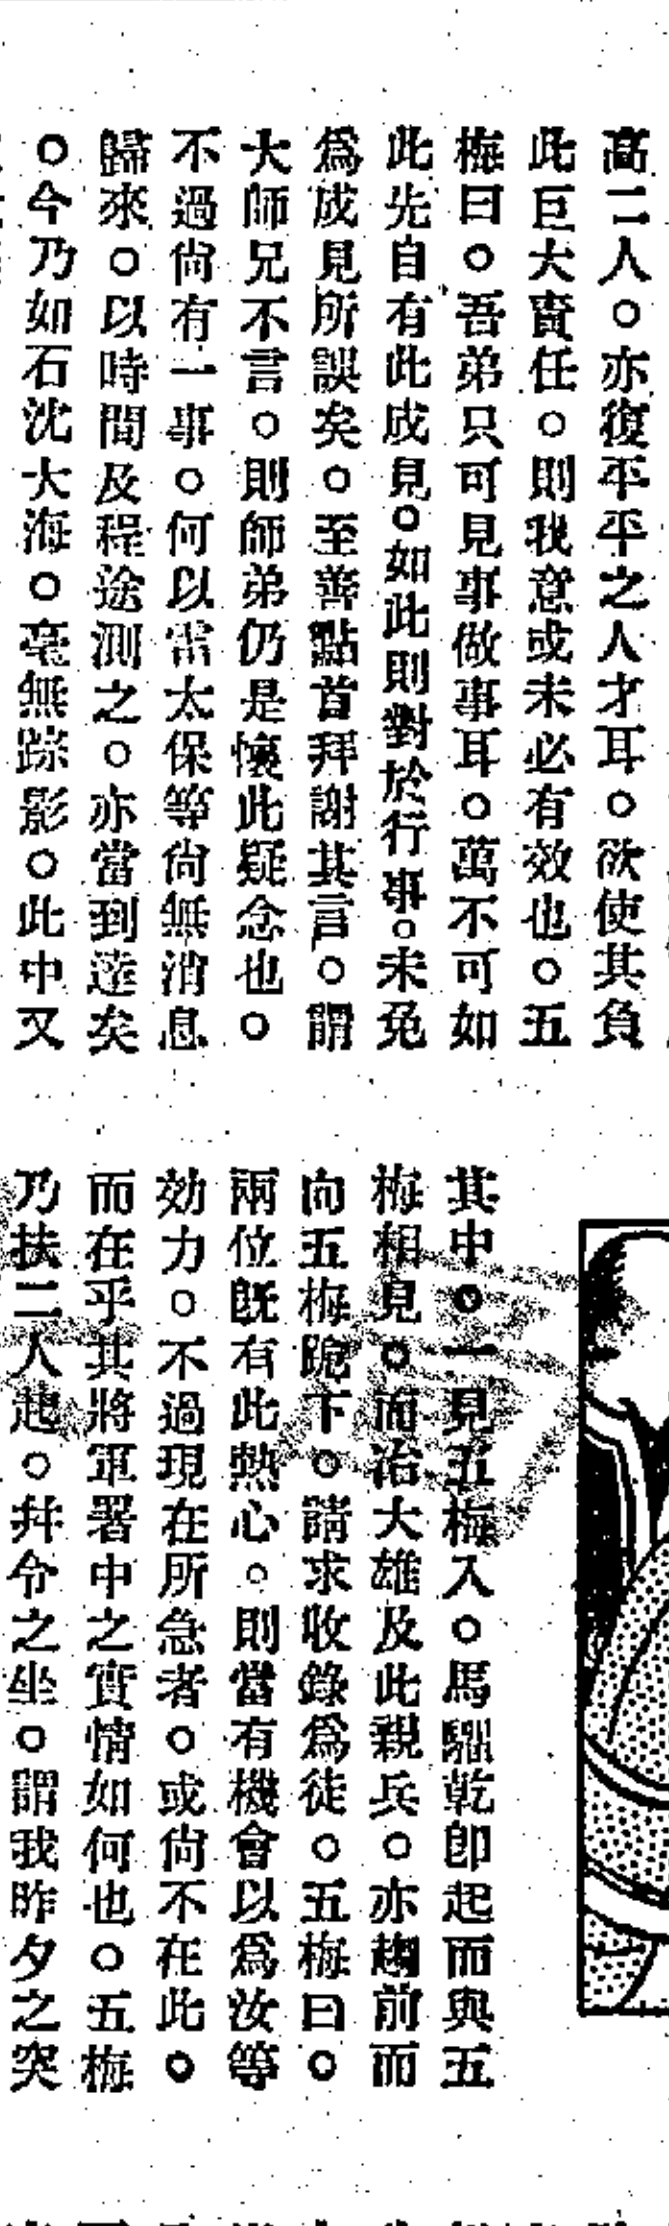 高二人。亦復平平之人才耳。欲使其負
此巨大責任。則我意或未必有效也。五
梅曰。吾弟只可見事做事耳。萬不可如
此先自有此成見。如此則對於行事。未免
爲成見所誤矣。至善點首拜謝其言。謂
大師兄不言。則師弟仍是懷此疑念也。
不過尙有一事。何以雷太保等尙無消息
歸來。以時間及程途測之。亦當到達矣
。今乃如石沈大海。毫無踪影。此中又
其中。一見五梅入。馬騮乾卽起而與五
梅相見。而冶大雄及此親兵。亦趨前而
向五梅跪下。請求收錄爲徒。五梅曰。
兩位旣有此熱心。則當有機會以爲汝等
効力。不過現在所急者。或尙不在此。
而在乎其將軍署中之實情如何也。五梅
乃扶二人起。幷令之坐。謂我昨夕之突